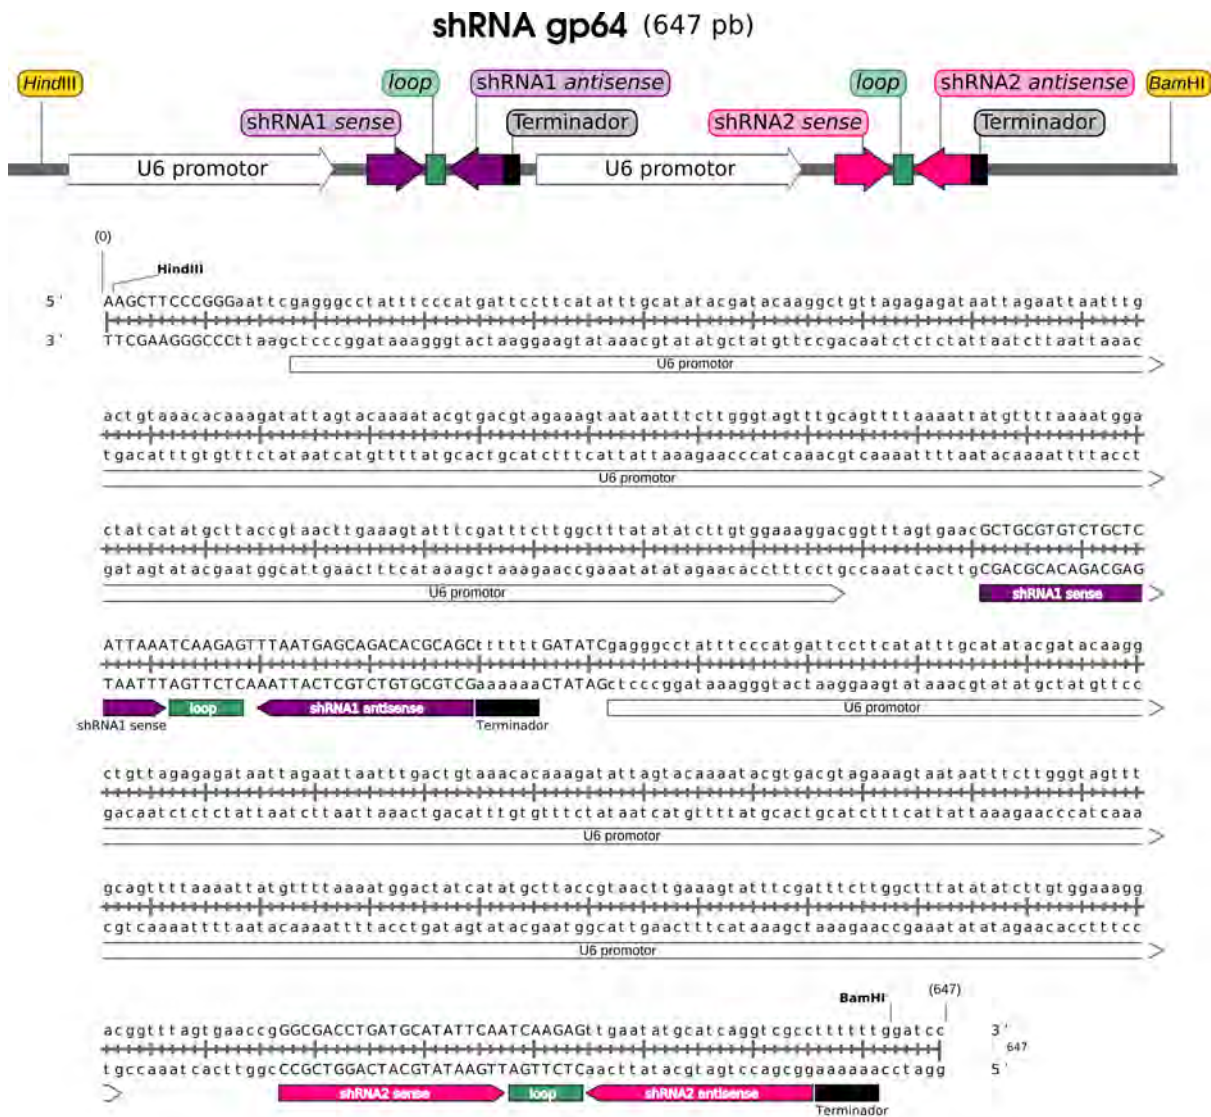 shRNA gp64 (647 pb)
HindIII
loop
shRNA1 antisense
loop
shRNA2 antisense
BamHI
shRNA1 sense
Terminador
shRNA2 sense
Terminador
U6 promotor
U6 promotor
(0)
HindIII
5' AAGCTTCCCGGGaattcgagggcctatttcccatgattccttcatatttgcatatacgatacaaggctgttagagagataattagaattaatttg
3' TTCGAAGGGCCCttaagctcccggataaagggtactaaggaagtataaacgtatatgctatgttccgacaatctctctattaatcttaattaaac
U6 promotor
actgtaaacacaaagatattagtacaaaatacgtgacgtagaaagtaataatttcttgggtagtttgcagttttaaaattatgttttaaaatgga
tgacatttgtgtttctataatcatgttttatgcactgcatctttcattattaaagaacccatcaaacgtcaaaattttaatacaaaattttacct
U6 promotor
ctatcatatgcttaccgtaacttgaaagtatttcgatttcttggctttatatatcttgtggaaaggacggtttagtgaacGCTGCGTGTCTGCTC
gatagtatacgaatggcattgaactttcataaagctaaagaaccgaaatatatagaacacctttcctgccaaatcacttgCGACGCACAGACGAG
U6 promotor
shRNA1 sense
ATTAAATCAAGAGTTTAATGAGCAGACACGCAGCttttttGATATCgagggcctatttcccatgattccttcatatttgcatatacgatacaagg
TAATTTAGTTCTCAAATTACTCGTCTGTGCGTCGaaaaaaCTATAGctcccggataaagggtactaaggaagtataaacgtatatgctatgttcc
loop
shRNA1 antisense
U6 promotor
shRNA1 sense
Terminador
ctgttagagagataattagaattaatttgactgtaaacacaaagatattagtacaaaatacgtgacgtagaaagtaataatttcttgggtagttt
gacaatctctctattaatcttaattaaactgacatttgtgtttctataatcatgttttatgcactgcatctttcattattaaagaacccatcaaa
U6 promotor
gcagttttaaaattatgttttaaaatggactatcatatgcttaccgtaacttgaaagtatttcgatttcttggctttatatatcttgtggaaagg
cgtcaaaattttaatacaaaattttacctgatagtatacgaatggcattgaactttcataaagctaaagaaccgaaatatatagaacacctttcc
U6 promotor
BamHI
(647)
acggtttagtgaaccgGGCGACCTGATGCATATTCAATCAAGAGttgaatatgcatcaggtcgccttttttggatcc 3'
647
tgccaaatcacttggcCCGCTGGACTACGTATAAGTTAGTTCTCaacttatacgtagtccagcggaaaaaacctagg 5'
shRNA2 sense
loop
shRNA2 antisense
Terminador